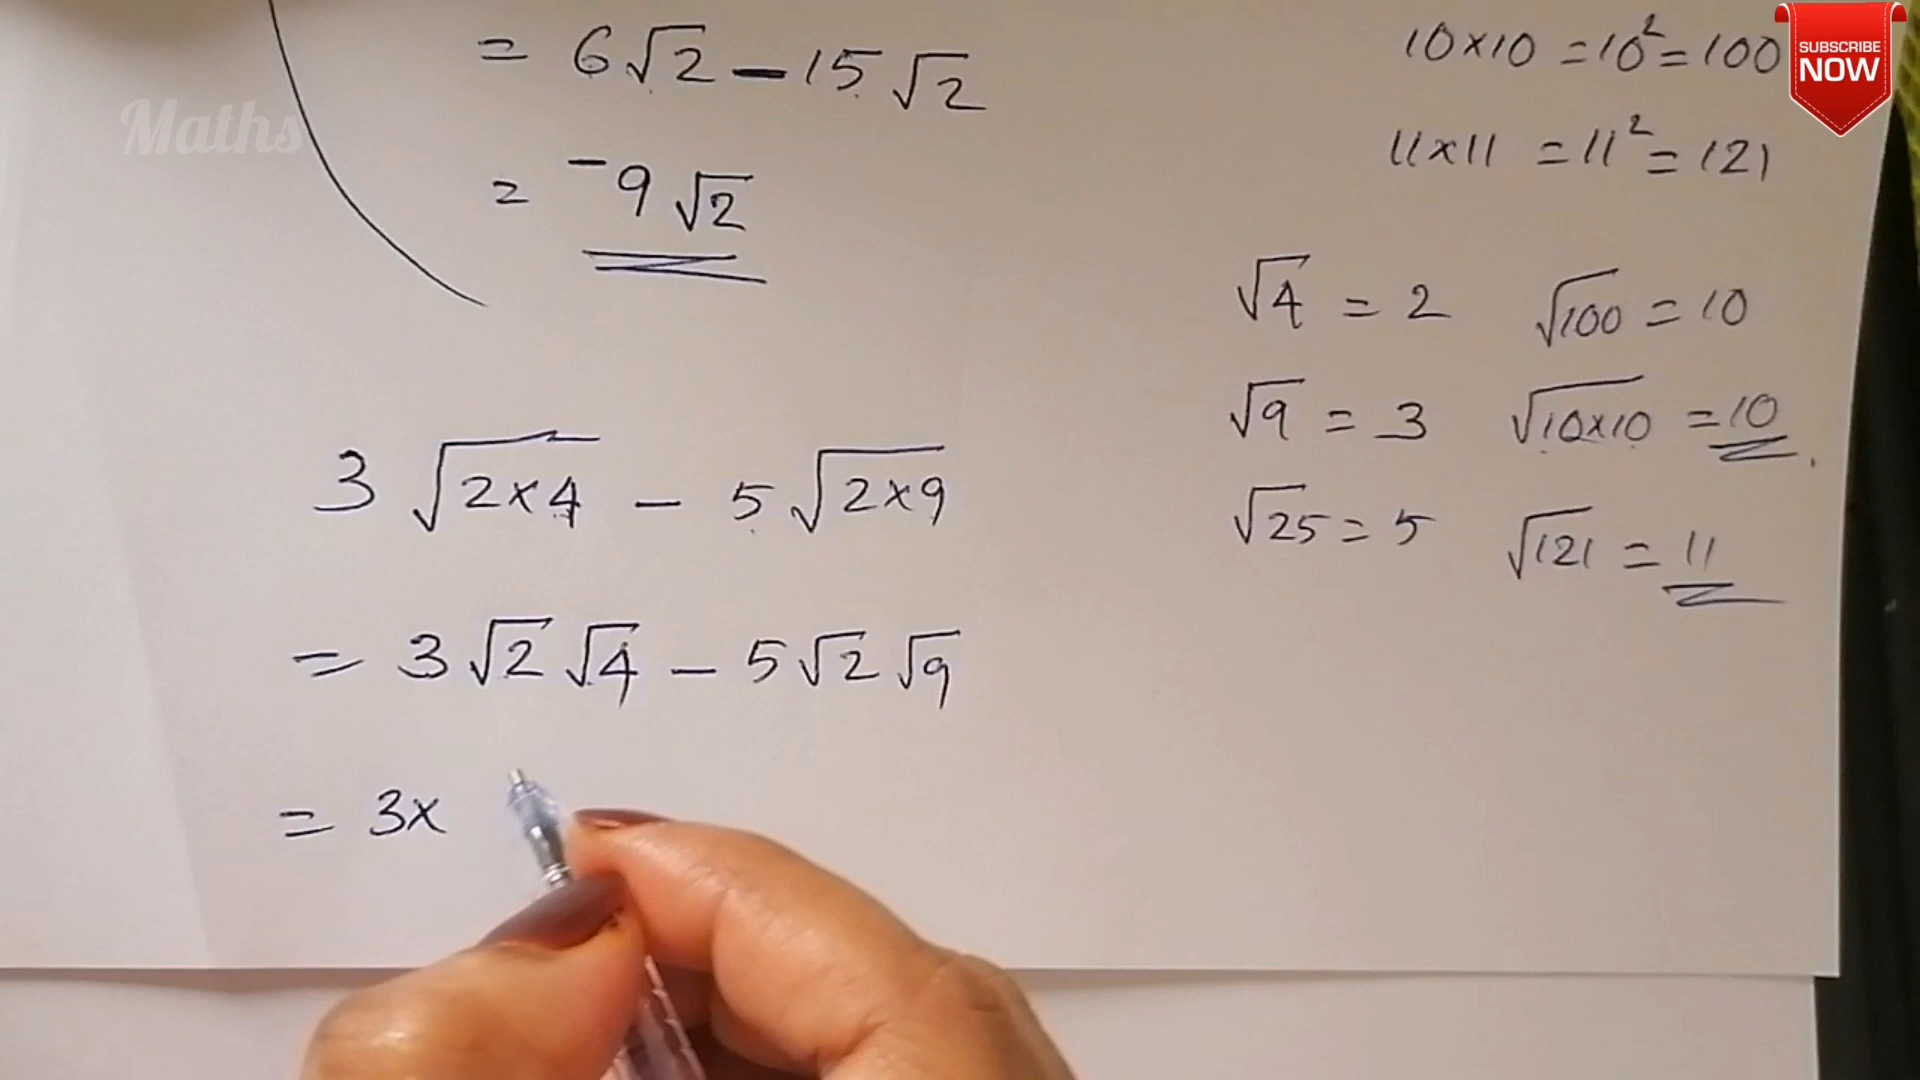 = 6√2 - 15√2
= -9√2
Maths
3√2×4 - 5√2×9
= 3√2√4 - 5√2√9
= 3×
10×10 = 10² = 100
11×11 = 11² = 121
√4 = 2 √100 = 10
√9 = 3 √10×10 = 10
√25 = 5 √121 = 11
SUBSCRIBE
NOW